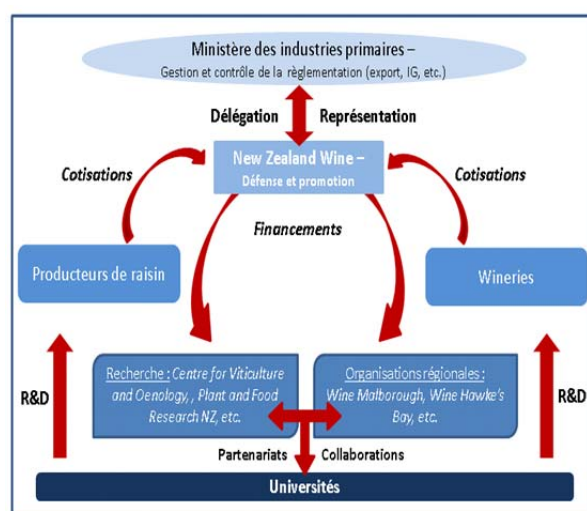 Ministère des industries primaires –
Gestion et contrôle de la règlementation (export, IG, etc.)
Délégation
Représentation
New Zealand Wine –
Défense et promotion
Cotisations
Cotisations
Financements
Producteurs de raisin
Wineries
Recherche : Centre for Viticulture
and Oenology, , Plant and Food
Research NZ, etc.
Organisations régionales :
Wine Malborough, Wine Hawke's
Bay, etc.
R&D
R&D
Partenariats
Collaborations
Universités